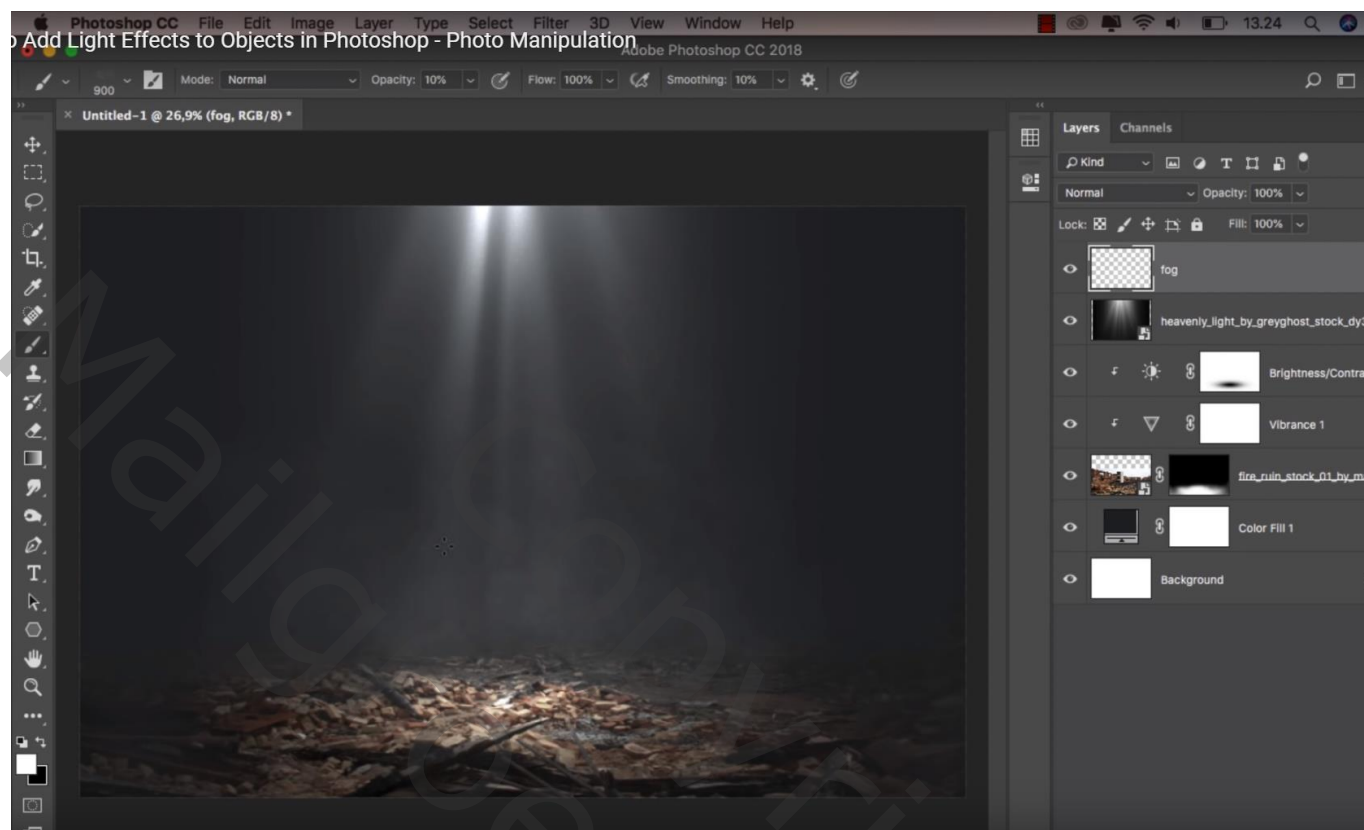 Photoshop CC File Edit Image Layer Type Select Filter 3D View Window Help 13.24
Add Light Effects to Objects in Photoshop - Photo Manipulation
Adobe Photoshop CC 2018
900 Mode: Normal Opacity: 10% Flow: 100% Smoothing: 10%
× Untitled-1 @ 26,9% (fog, RGB/8) *
Layers Channels
Kind
Normal Opacity: 100%
Lock: Fill: 100%
fog
heavenly_light_by_greyghost_stock_dy
Brightness/Contra
Vibrance 1
fire_ruin_stock_01_by_m
Color Fill 1
Background